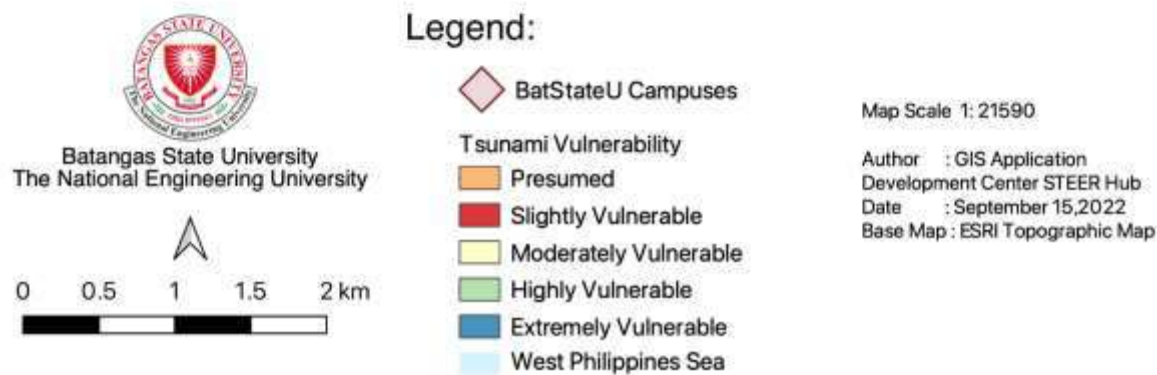 BATANGAS STATE UNIVERSITY
The National Engineering University
Batangas State University
The National Engineering University
0 0.5 1 1.5 2 km
Legend:
BatStateU Campuses
Tsunami Vulnerability
Presumed
Slightly Vulnerable
Moderately Vulnerable
Highly Vulnerable
Extremely Vulnerable
West Philippines Sea
Map Scale 1: 21590
Author : GIS Application
Development Center STEER Hub
Date : September 15,2022
Base Map : ESRI Topographic Map